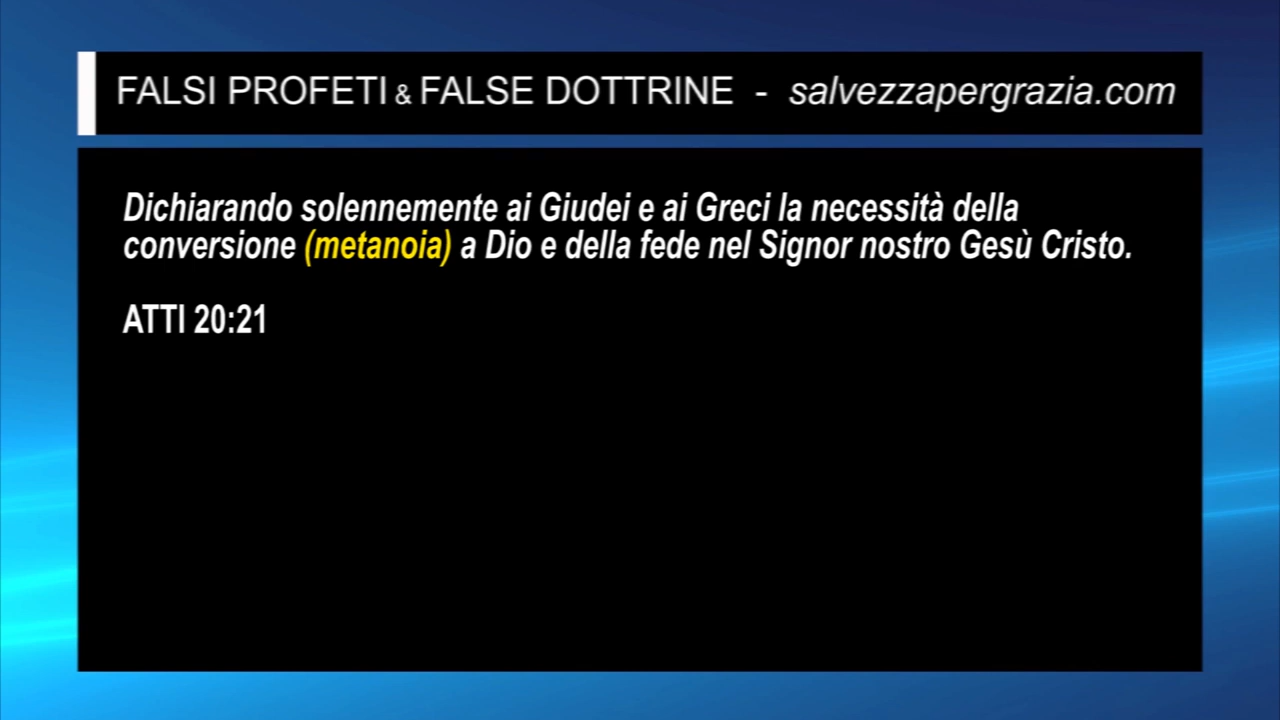 FALSI PROFETI & FALSE DOTTRINE - salvezzapergrazia.com
Dichiarando solennemente ai Giudei e ai Greci la necessità della
conversione (metanoia) a Dio e della fede nel Signor nostro Gesù Cristo.
ATTI 20:21